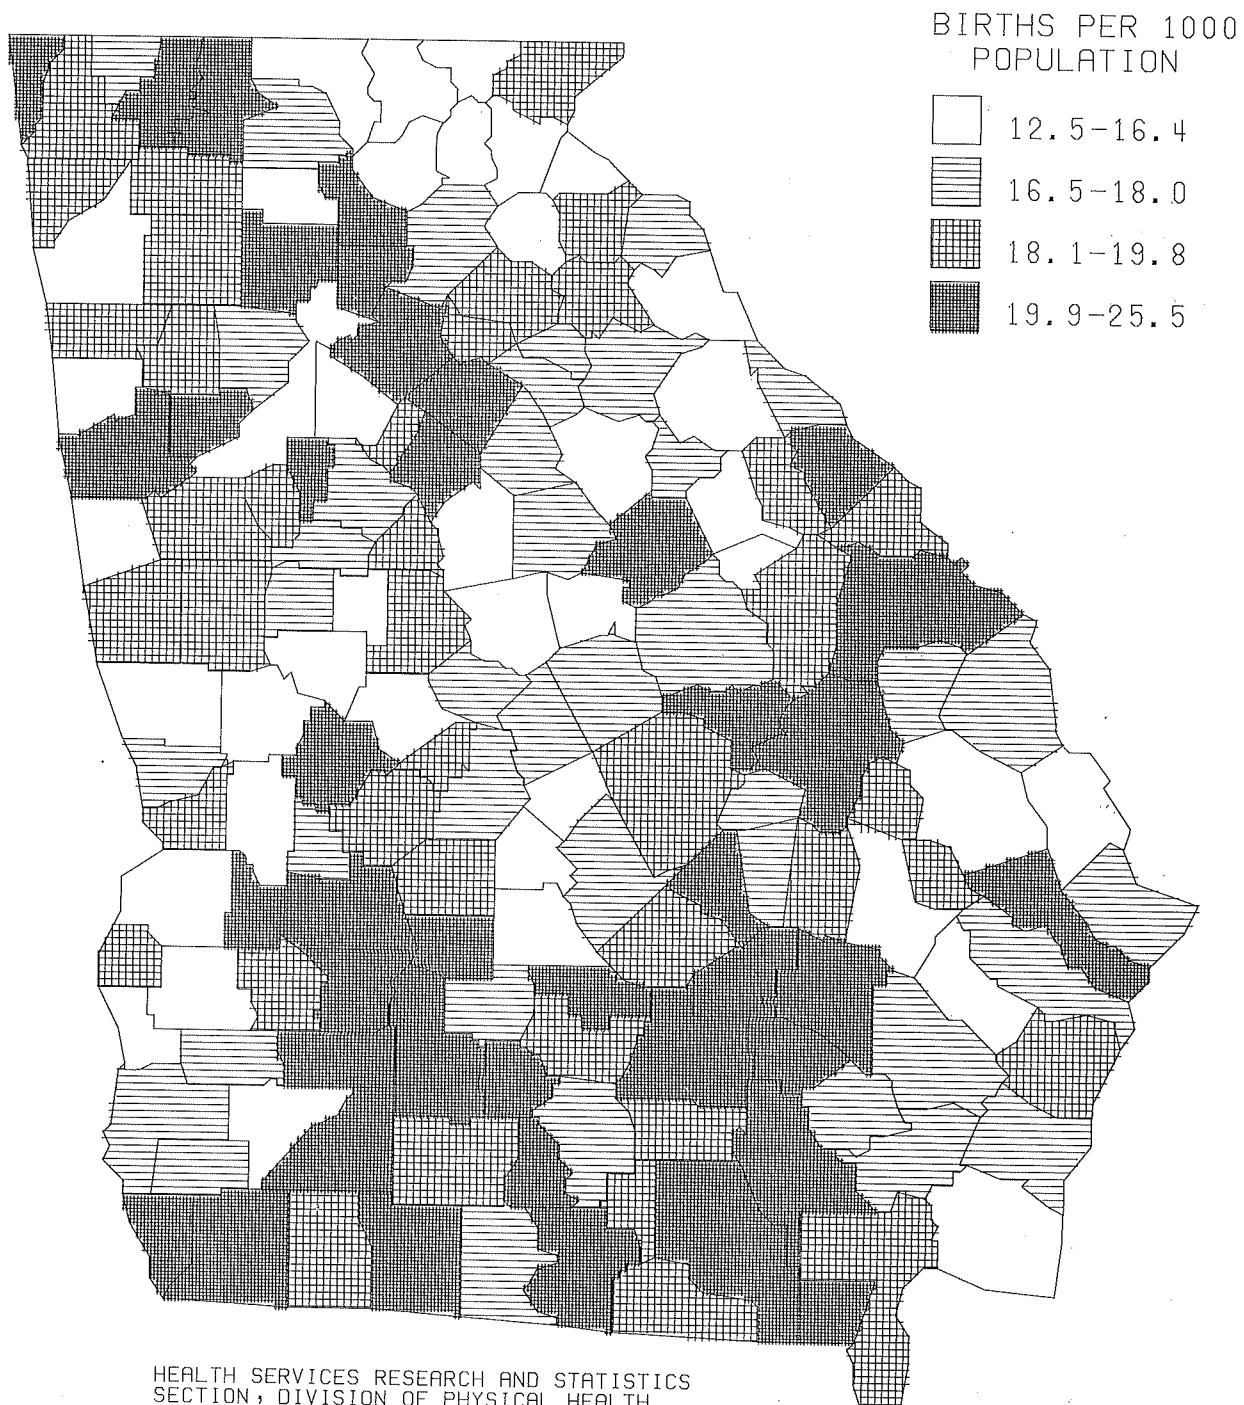 BIRTHS PER 1000
POPULATION
12.5-16.4
16.5-18.0
18.1-19.8
19.9-25.5
HEALTH SERVICES RESEARCH AND STATISTICS
SECTION, DIVISION OF PHYSICAL HEALTH